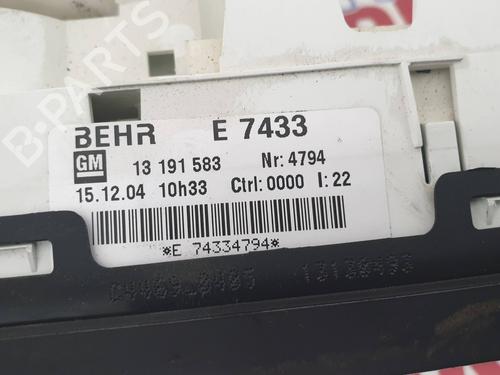 BEHR E 7433
GM 13 191 583 Nr:4794
15.12.04 10h33 Ctrl:0000 I:22
*E 74334794*
B-PARTS